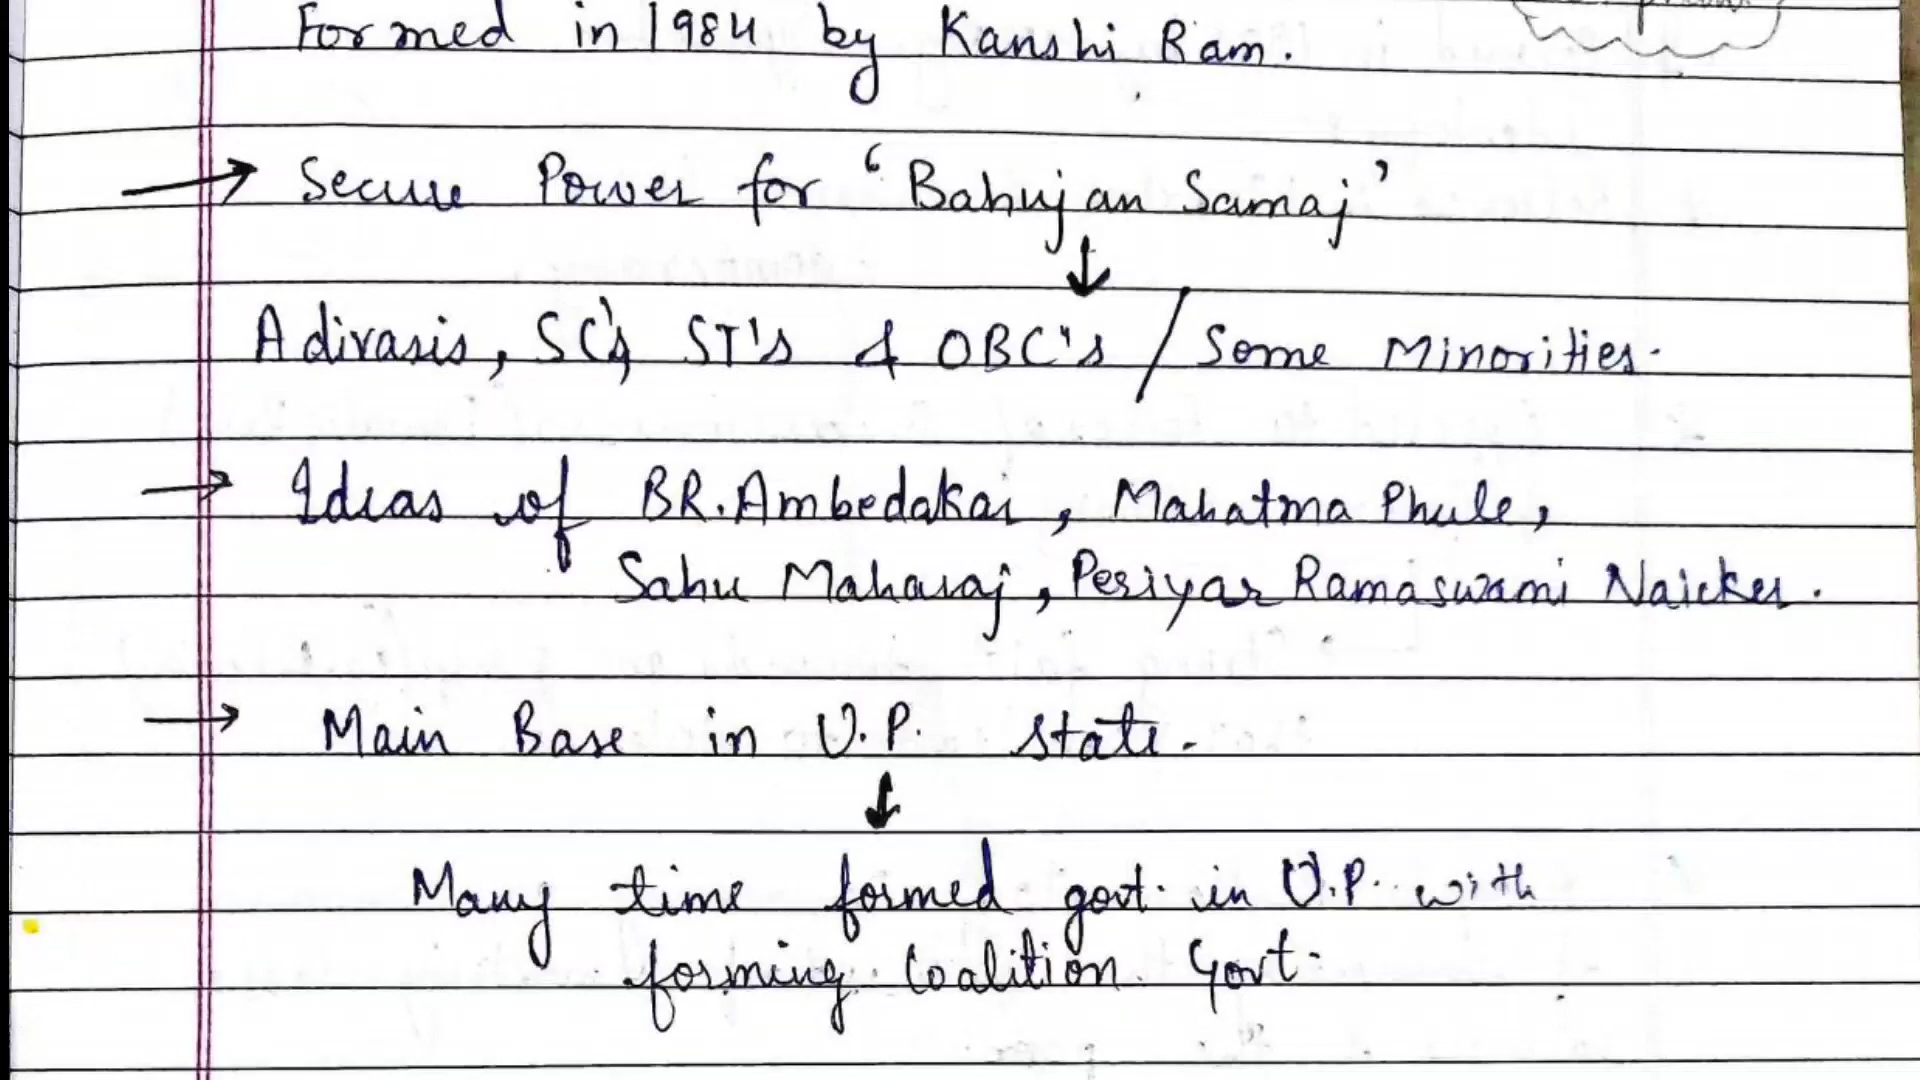 Formed in 1984 by Kanshi Ram.
→ Secure Power for ‘Bahujan Samaj’
↓
Adivasis, SC's, ST's & OBC's / Some Minorities.
→ Ideas of BR. Ambedakar, Mahatma Phule,
Sahu Maharaj, Periyar Ramaswami Naicker.
→ Main Base in U.P. state.
↓
Many time formed govt. in U.P. with
forming Coalition Govt.